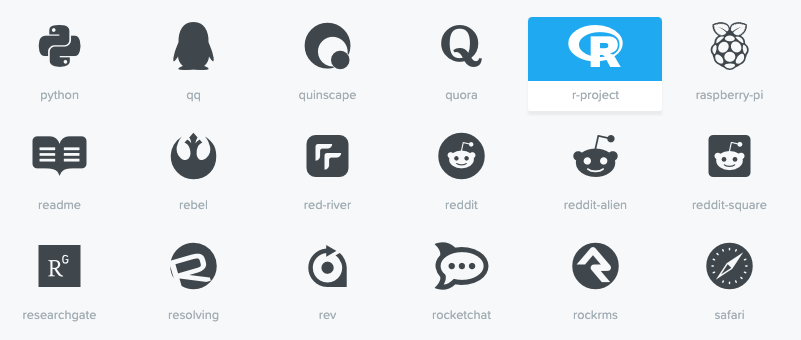 python qq quinscape quora r-project raspberry-pi
readme rebel red-river reddit reddit-alien reddit-square
RG
researchgate resolving rev rocketchat rockrms safari